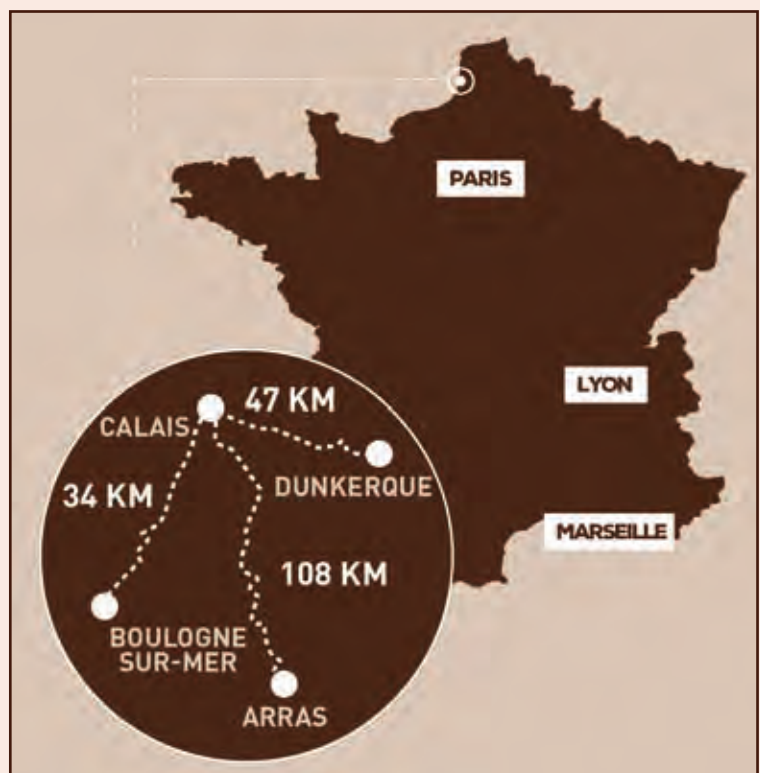 PARIS
LYON
MARSEILLE
47 KM
CALAIS
DUNKERQUE
34 KM
108 KM
BOULOGNE
SUR-MER
ARRAS